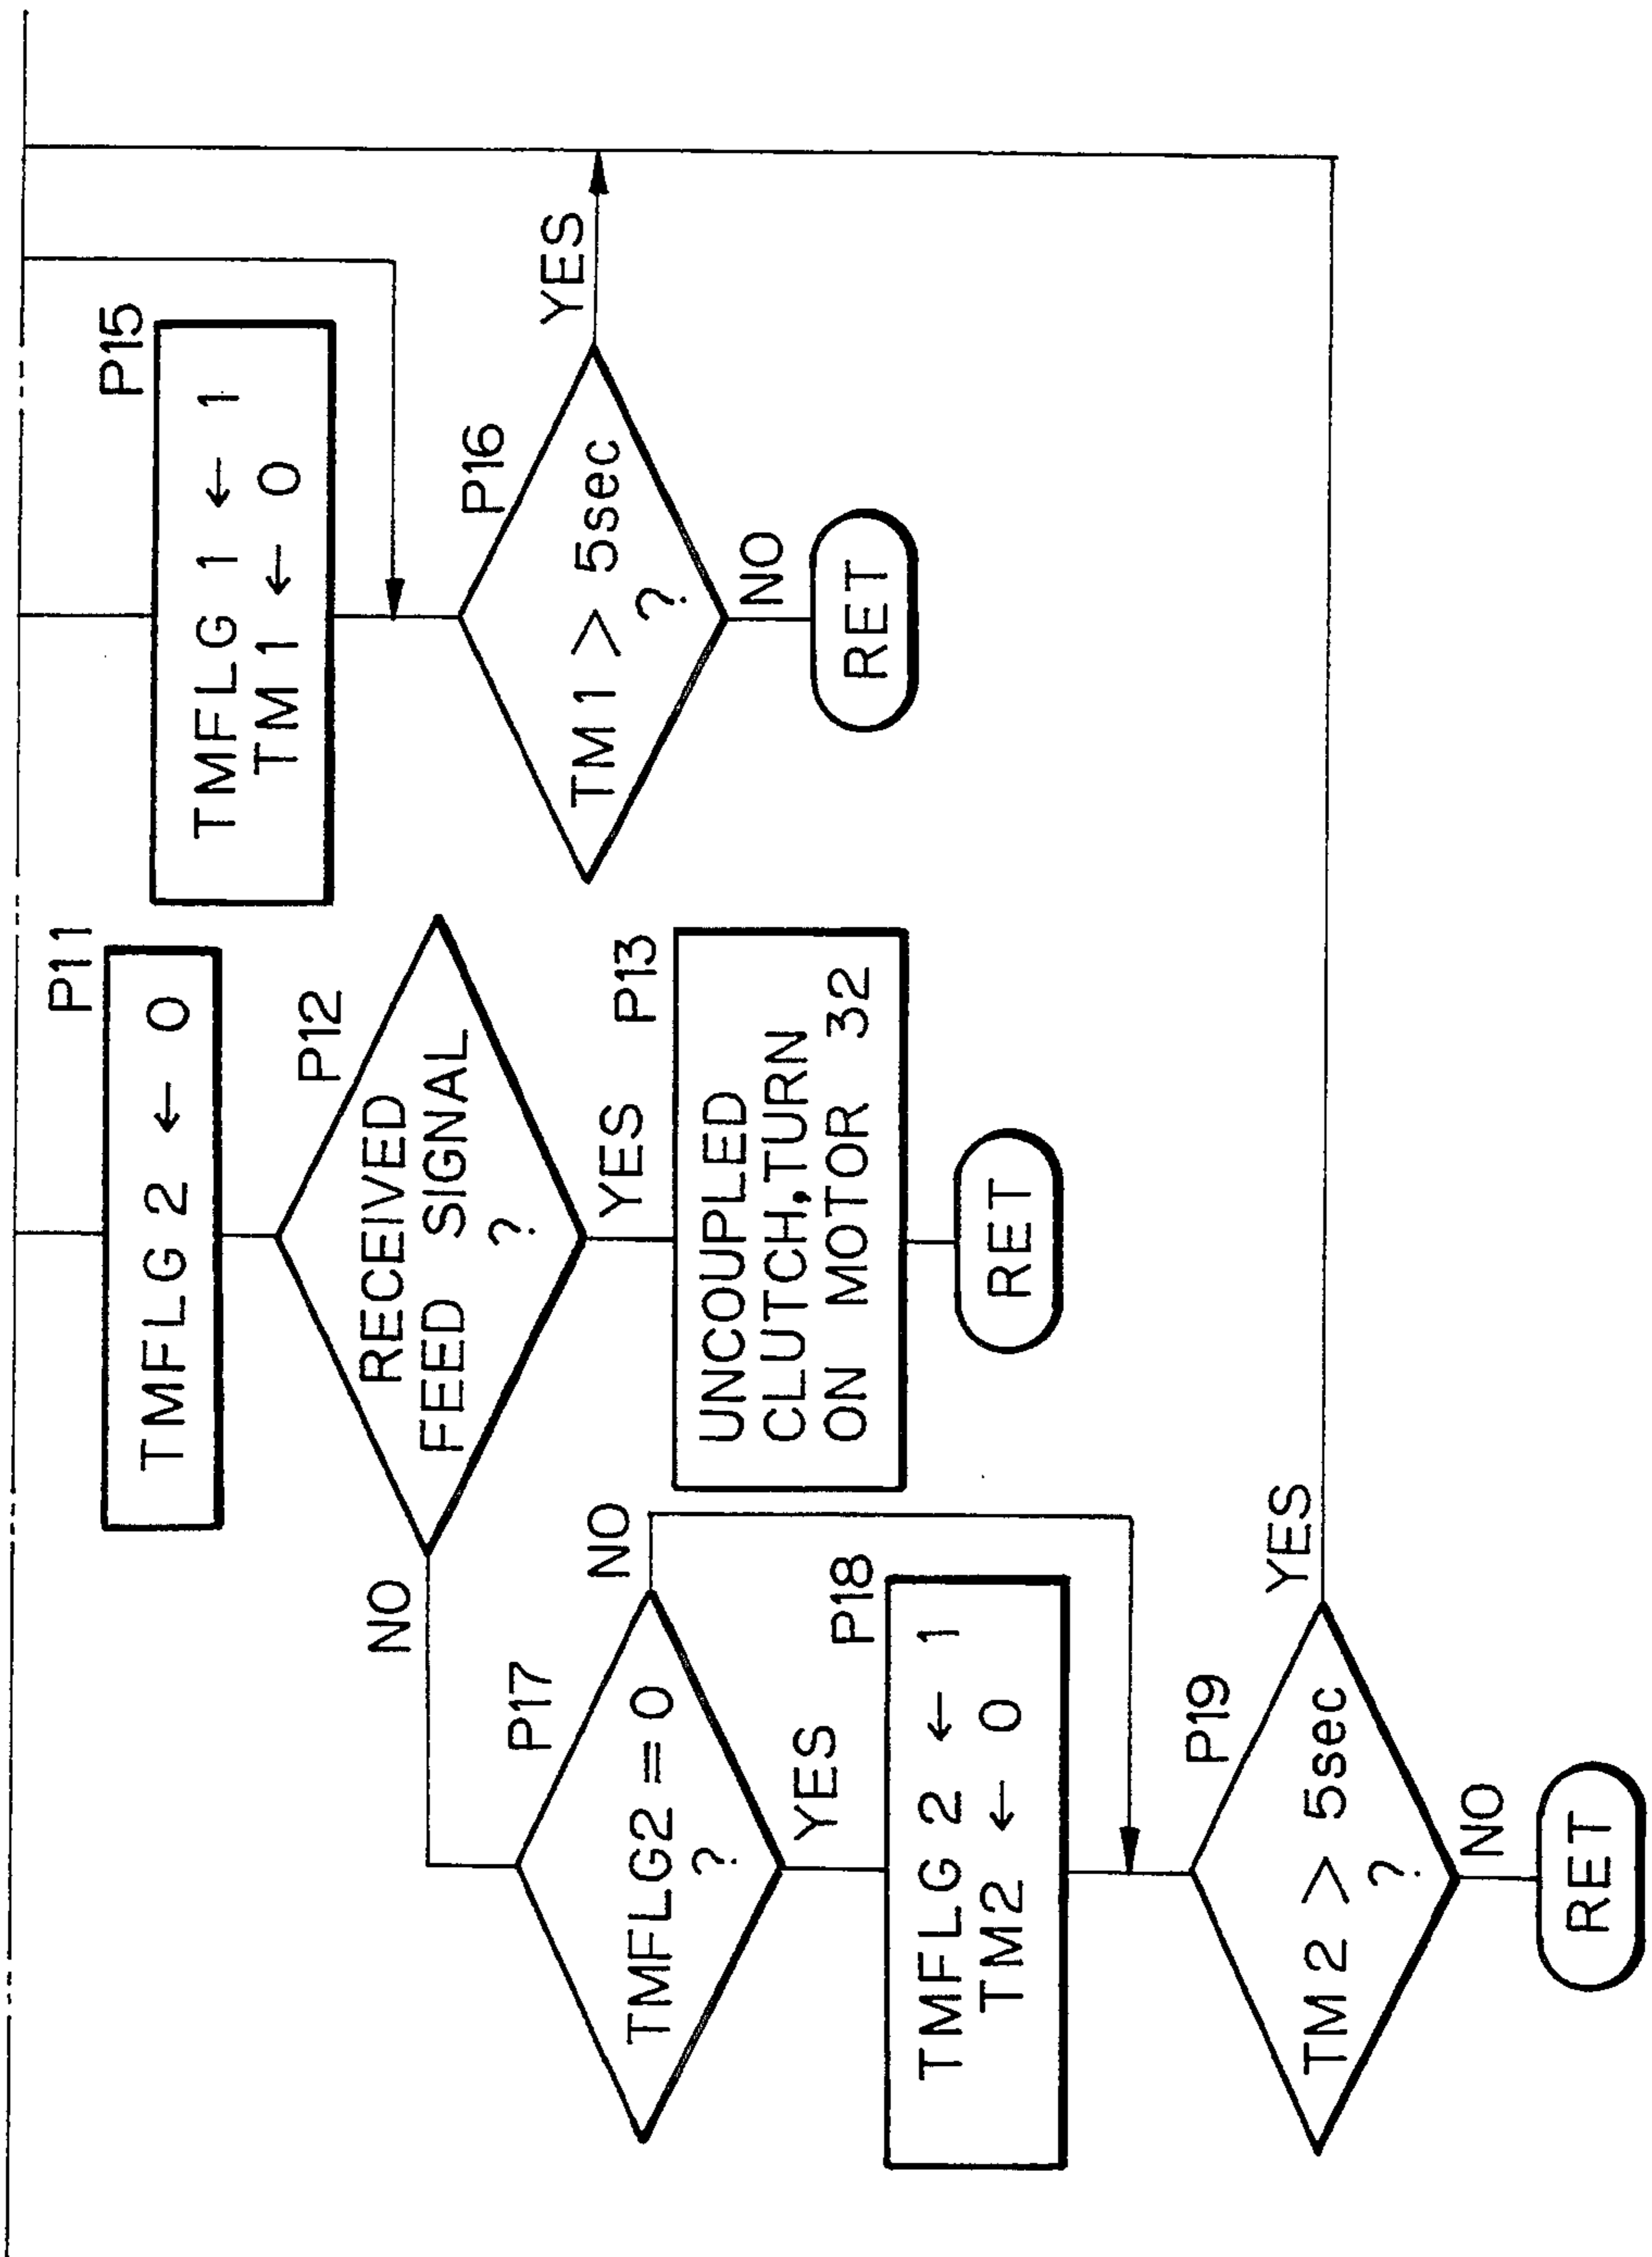 P11
TMFLG 2 ← 0
P12
RECEIVED
FEED SIGNAL
?
YES
NO
P13
UNCOUPLED
CLUTCH,TURN
ON MOTOR 32
RET
P17
TMFLG2 = 0
?
NO
YES
P18
TMFLG 2 ← 1
TM2 ← 0
P19
TM 2 > 5sec
?
YES
NO
RET
P15
TMFLG 1 ← 1
TM 1 ← 0
P16
TM 1 > 5sec
?
YES
NO
RET